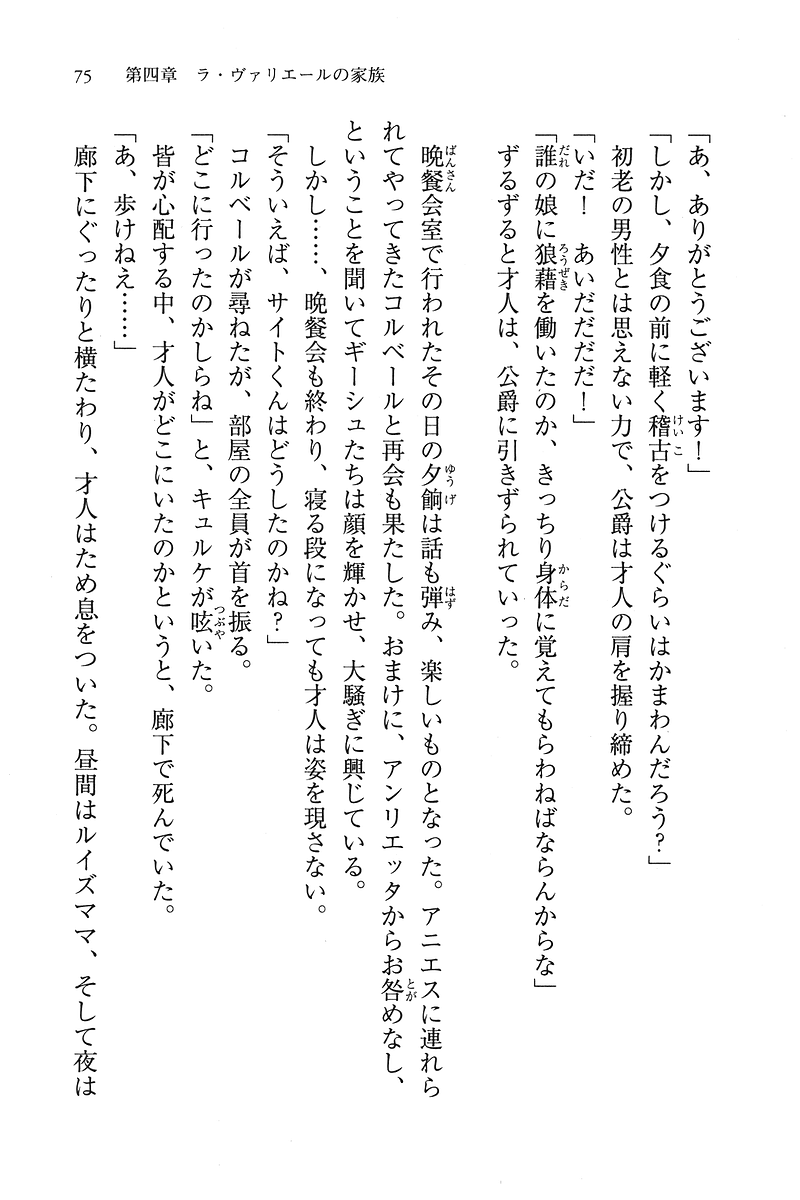 75　第四章　ラ・ヴァリエールの家族
「あ、ありがとうございます！」
「しかし、夕食の前に軽く稽古をつけるぐらいはかまわんだろう？」
　初老の男性とは思えない力で、公爵は才人の肩を握り締めた。
「いだ！　あいだだだだ！」
「誰の娘に狼藉を働いたのか、きっちり身体に覚えてもらわねばならんからな」
　ずるずると才人は、公爵に引きずられていった。
　晩餐会室で行われたその日の夕餉は話も弾み、楽しいものとなった。アニエスに連れら
れてやってきたコルベールと再会も果たした。おまけに、アンリエッタからお咎めなし、
ということを聞いてギーシュたちは顔を輝かせ、大騒ぎに興じている。
　しかし……、晩餐会も終わり、寝る段になっても才人は姿を現さない。
「そういえば、サイトくんはどうしたのかね？」
　コルベールが尋ねたが、部屋の全員が首を振る。
「どこに行ったのかしらね」と、キュルケが呟いた。
　皆が心配する中、才人がどこにいたのかというと、廊下で死んでいた。
「あ、歩けねえ……」
　廊下にぐったりと横たわり、才人はため息をついた。昼間はルイズママ、そして夜は